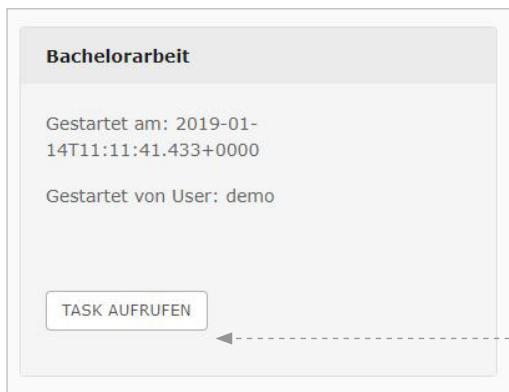 Bachelorarbeit
Gestartet am: 2019-01-
14T11:11:41.433+0000
Gestartet von User: demo
TASK AUFRUFEN